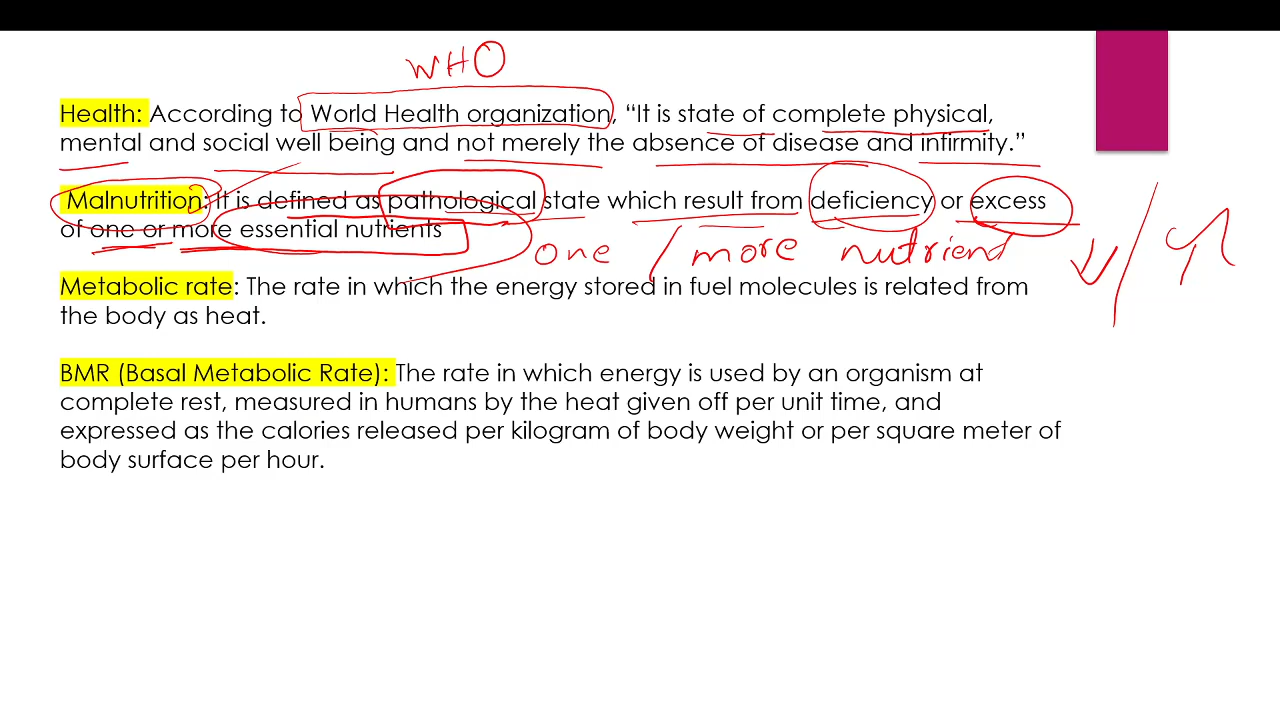 WHO
Health: According to World Health organization, “It is state of complete physical,
mental and social well being and not merely the absence of disease and infirmity.”
Malnutrition: It is defined as pathological state which result from deficiency or excess
of one or more essential nutrients
one / more nutrient
Metabolic rate: The rate in which the energy stored in fuel molecules is related from
the body as heat.
BMR (Basal Metabolic Rate): The rate in which energy is used by an organism at
complete rest, measured in humans by the heat given off per unit time, and
expressed as the calories released per kilogram of body weight or per square meter of
body surface per hour.